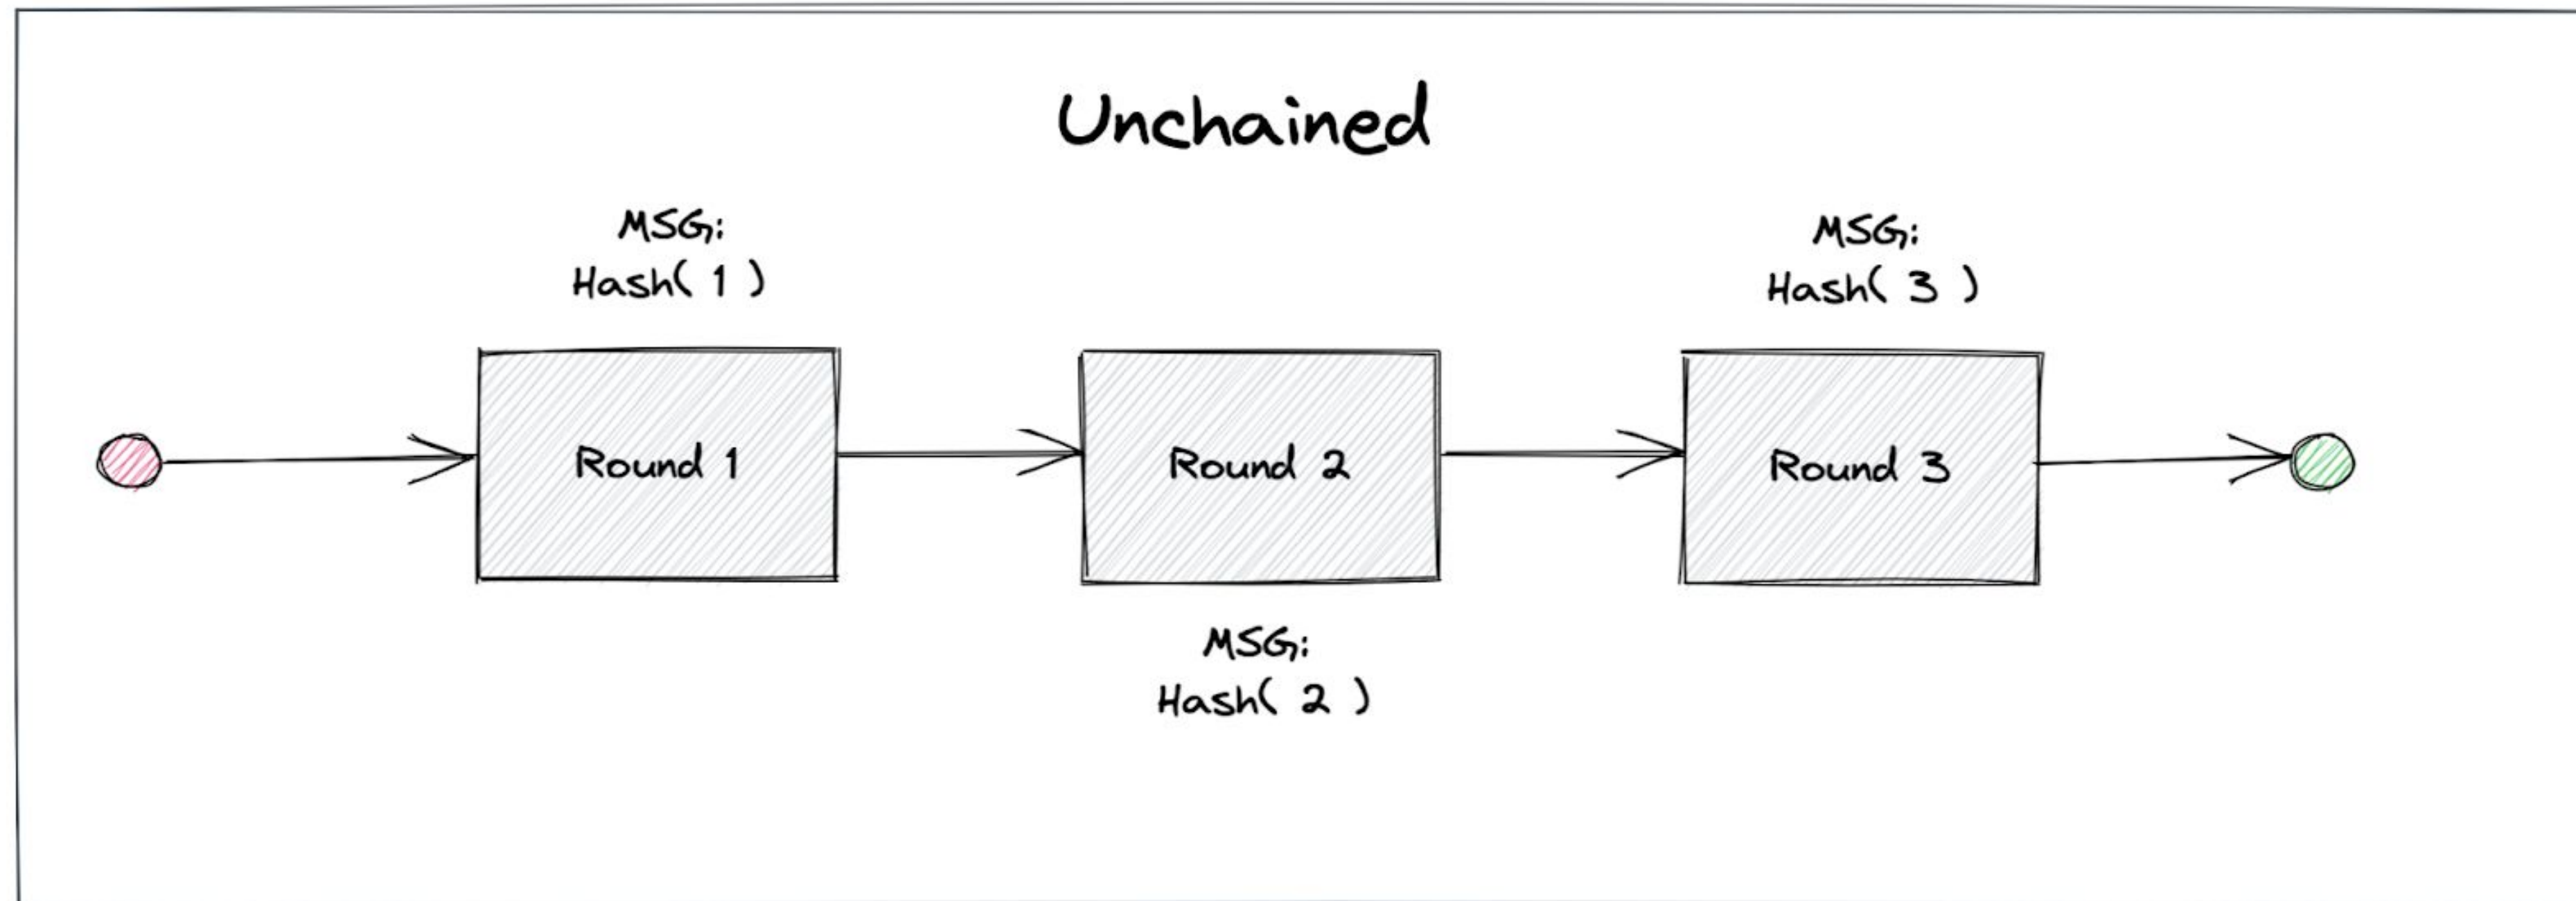 Unchained
MSG:
Hash( 1 )
MSG:
Hash( 3 )
Round 1
Round 2
Round 3
MSG:
Hash( 2 )